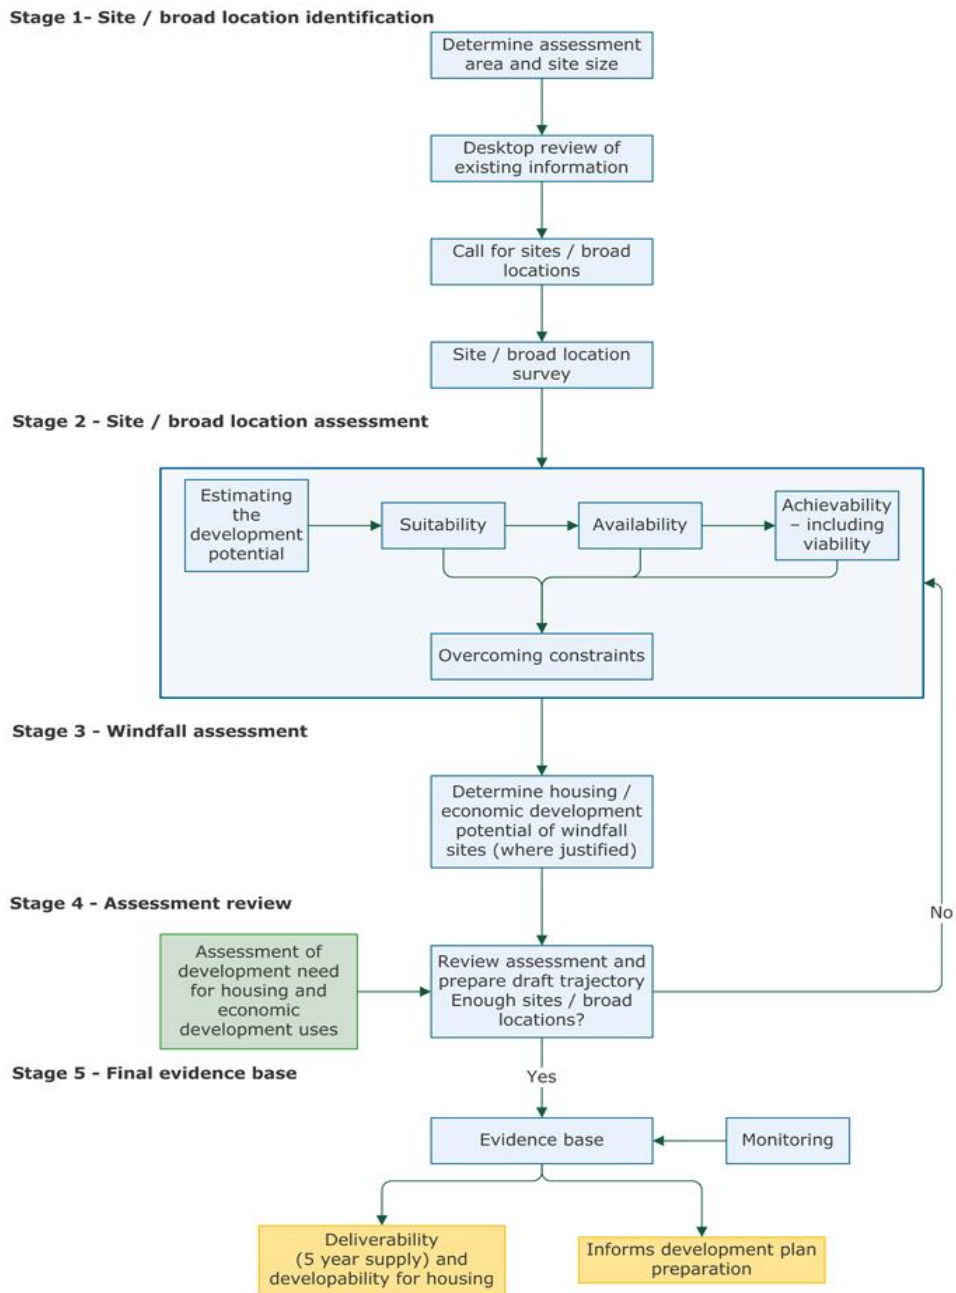 Stage 1- Site / broad location identification
Determine assessment
area and site size
Desktop review of
existing information
Call for sites / broad
locations
Site / broad location
survey
Stage 2 - Site / broad location assessment
Estimating
the
development
potential
Suitability
Availability
Achievability
– including
viability
Overcoming constraints
Stage 3 - Windfall assessment
Determine housing /
economic development
potential of windfall
sites (where justified)
Stage 4 - Assessment review
No
Assessment of
development need
for housing and
economic
development uses
Review assessment and
prepare draft trajectory
Enough sites / broad
locations?
Stage 5 - Final evidence base
Yes
Evidence base
Monitoring
Deliverability
(5 year supply) and
developability for housing
Informs development plan
preparation